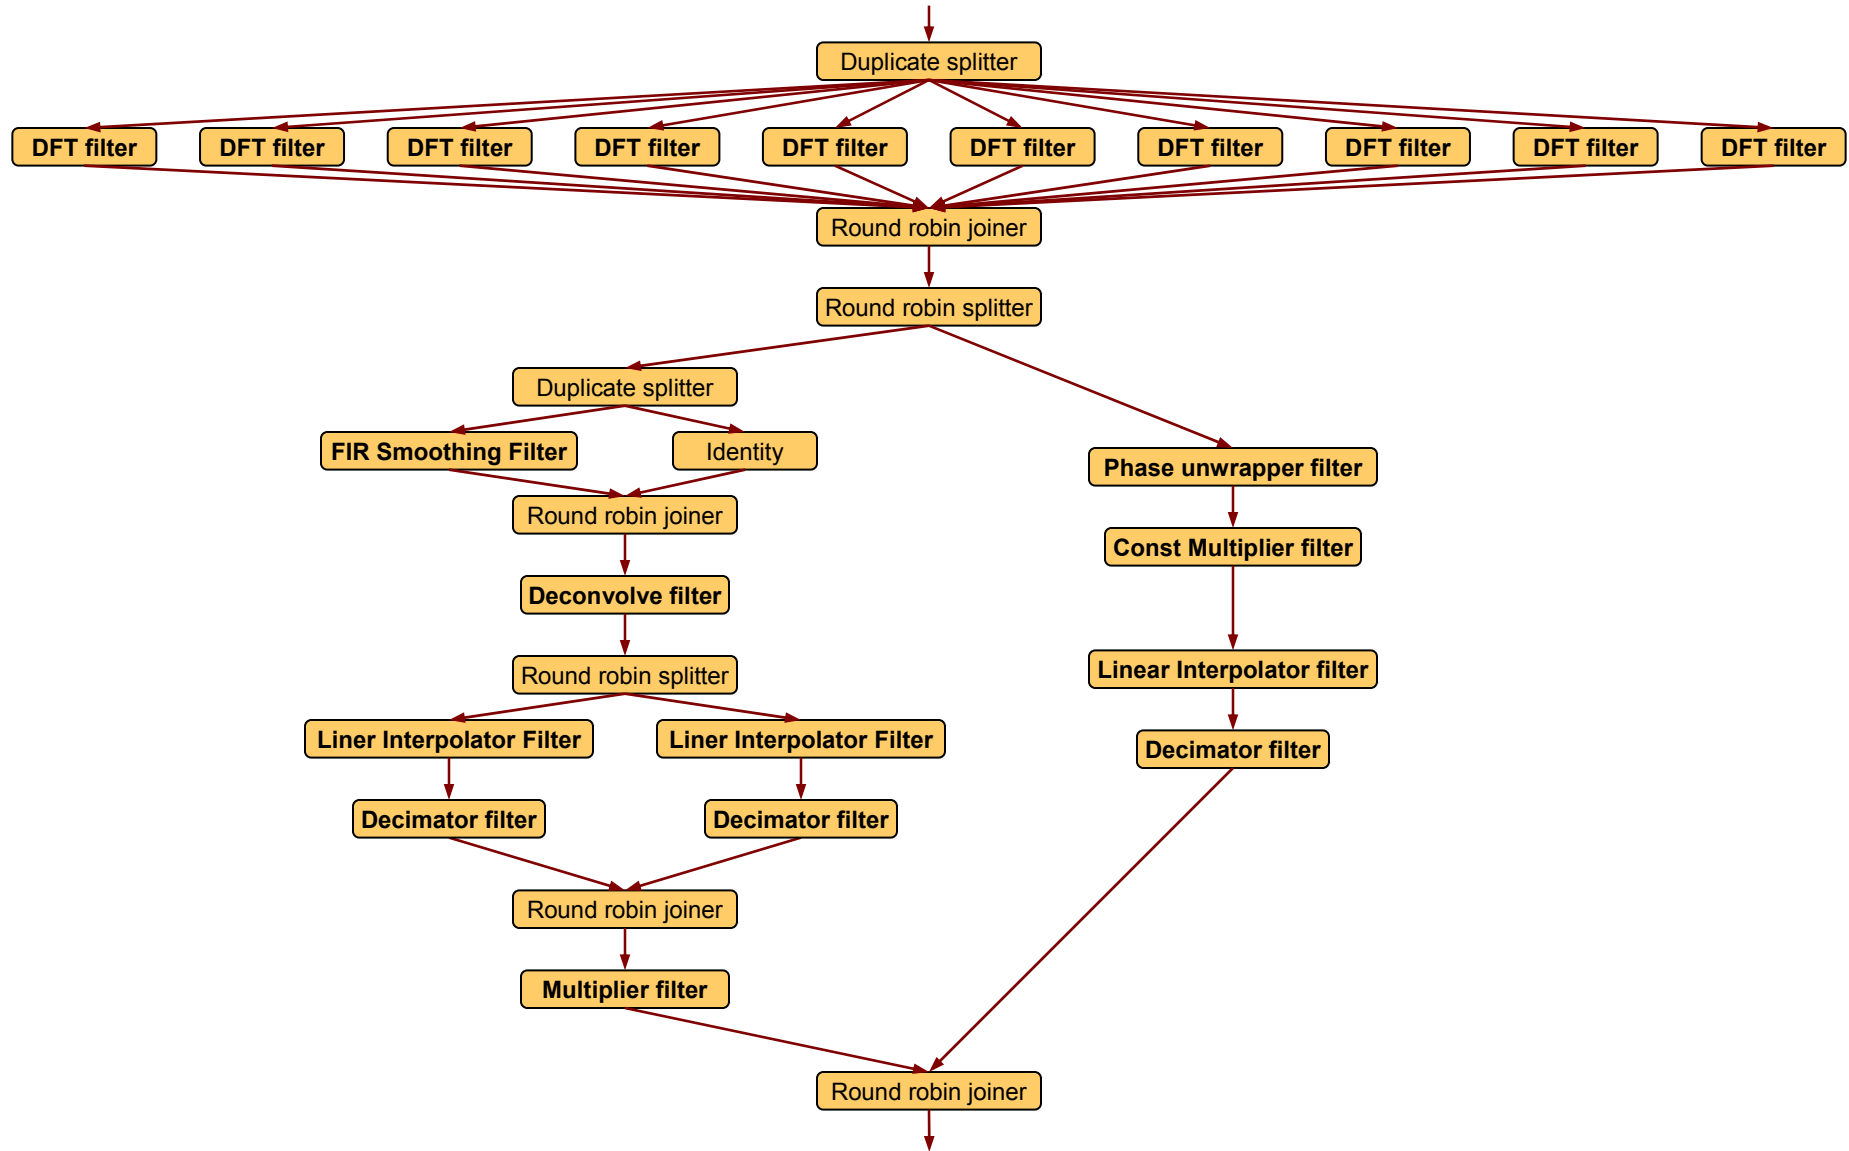 Duplicate splitter
DFT filter
DFT filter
DFT filter
DFT filter
DFT filter
DFT filter
DFT filter
DFT filter
DFT filter
DFT filter
Round robin joiner
Round robin splitter
Duplicate splitter
FIR Smoothing Filter
Identity
Phase unwrapper filter
Round robin joiner
Const Multiplier filter
Deconvolve filter
Round robin splitter
Linear Interpolator filter
Liner Interpolator Filter
Liner Interpolator Filter
Decimator filter
Decimator filter
Decimator filter
Round robin joiner
Multiplier filter
Round robin joiner